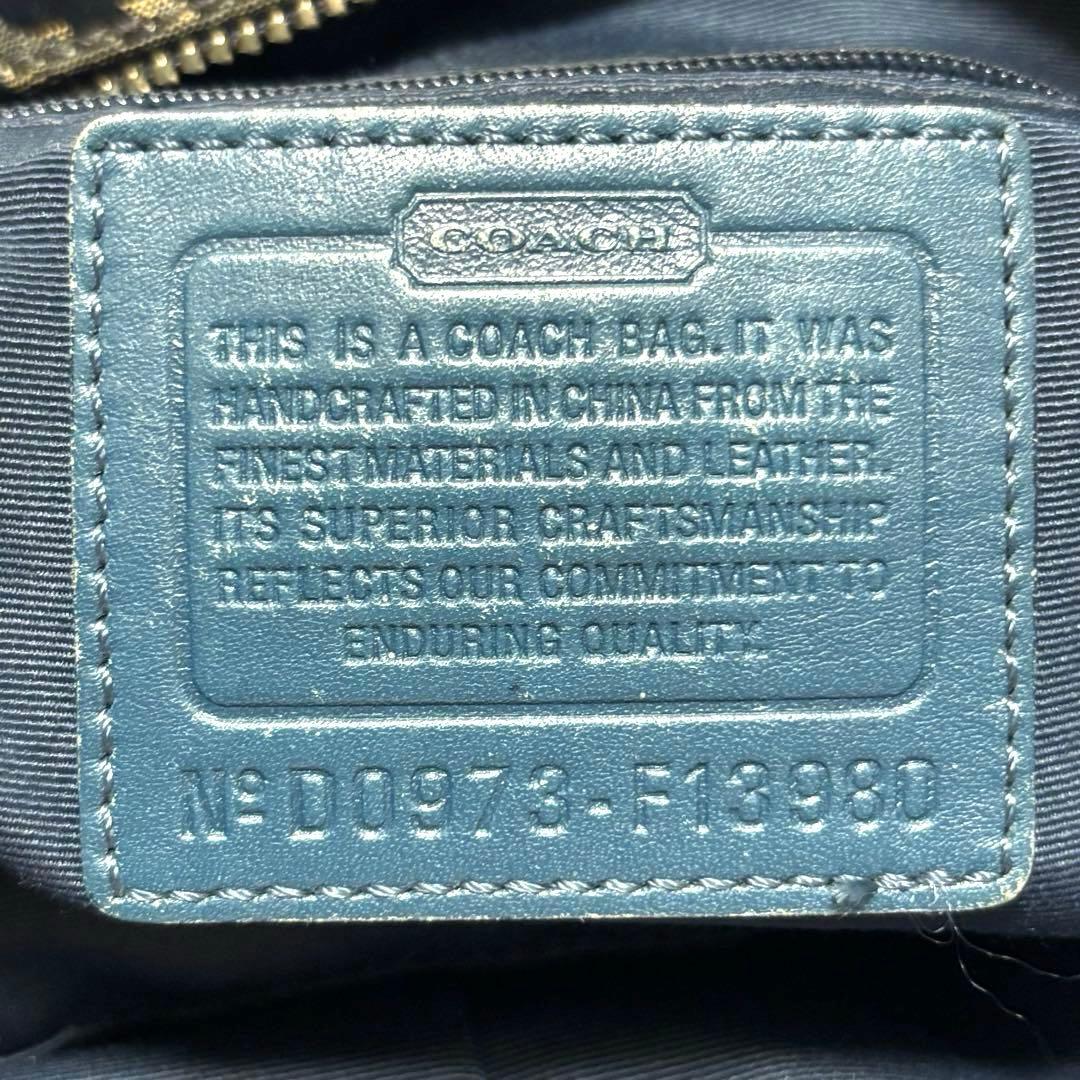 COACH
THIS IS A COACH BAG. IT WAS
HANDCRAFTED IN CHINA FROM THE
FINEST MATERIALS AND LEATHER.
ITS SUPERIOR CRAFTSMANSHIP
REFLECTS OUR COMMITMENT TO
ENDURING QUALITY.
Nº D0973-F13980